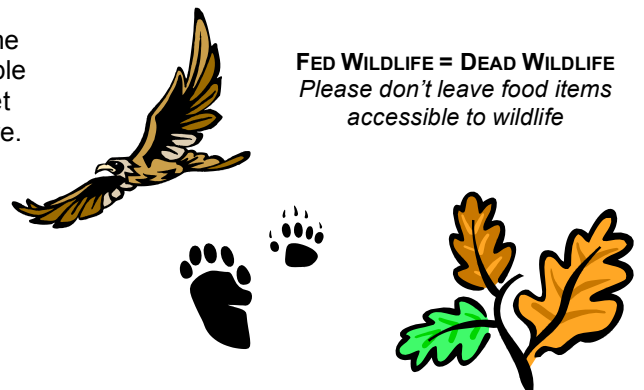 FED WILDLIFE = DEAD WILDLIFE
Please don't leave food items
accessible to wildlife